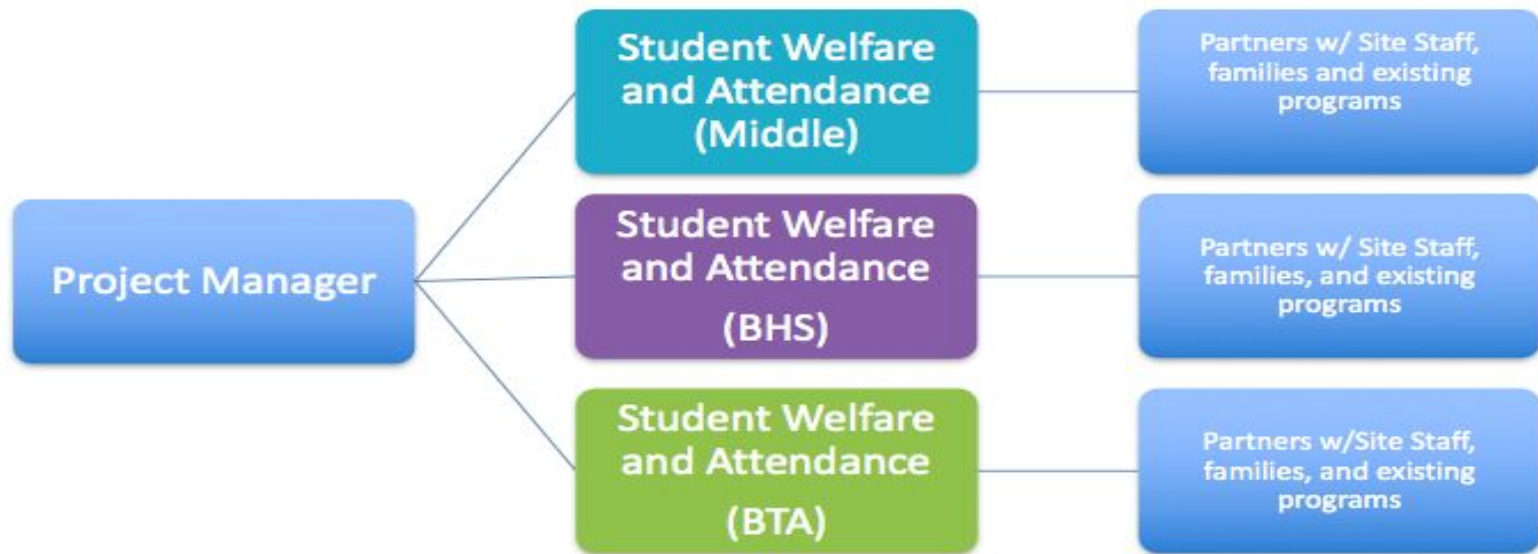 Project Manager
Student Welfare
and Attendance
(Middle)
Partners w/ Site Staff,
families and existing
programs
Student Welfare
and Attendance
(BHS)
Partners w/ Site Staff,
families, and existing
programs
Student Welfare
and Attendance
(BTA)
Partners w/Site Staff,
families, and existing
programs